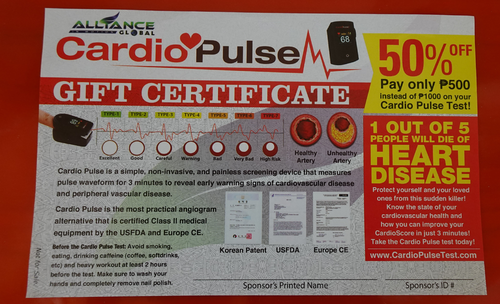 ALLIANCE
IN MOTION GLOBAL
Cardio Pulse
68
GIFT CERTIFICATE
50% OFF
Pay only ₱500
instead of ₱1000 on your
Cardio Pulse Test!
TYPE-1 TYPE-2 TYPE-3 TYPE-4 TYPE-5 TYPE-6 TYPE-7
Excellent Good Careful Warning Bad Very Bad High Risk
Healthy
Artery
Unhealthy
Artery
Cardio Pulse is a simple, non-invasive, and painless screening device that measures
pulse waveform for 3 minutes to reveal early warning signs of cardiovascular disease
and peripheral vascular disease.
Cardio Pulse is the most practical angiogram
alternative that is certified Class II medical
equipment by the USFDA and Europe CE.
Before the Cardio Pulse Test: Avoid smoking,
eating, drinking caffeine (coffee, softdrinks,
etc) and heavy workout at least 2 hours
before the test. Make sure to wash your
hands and completely remove nail polish.
Korean Patent USFDA Europe CE
1 OUT OF 5
PEOPLE WILL DIE OF
HEART
DISEASE
Protect yourself and your loved
ones from this sudden killer!
Know the state of your
cardiovascular health and
how you can improve your
CardioScore in just 3 minutes!
Take the Cardio Pulse test today!
www.CardioPulseTest.com
Not for Sale
Sponsor's Printed Name
Sponsor's ID #